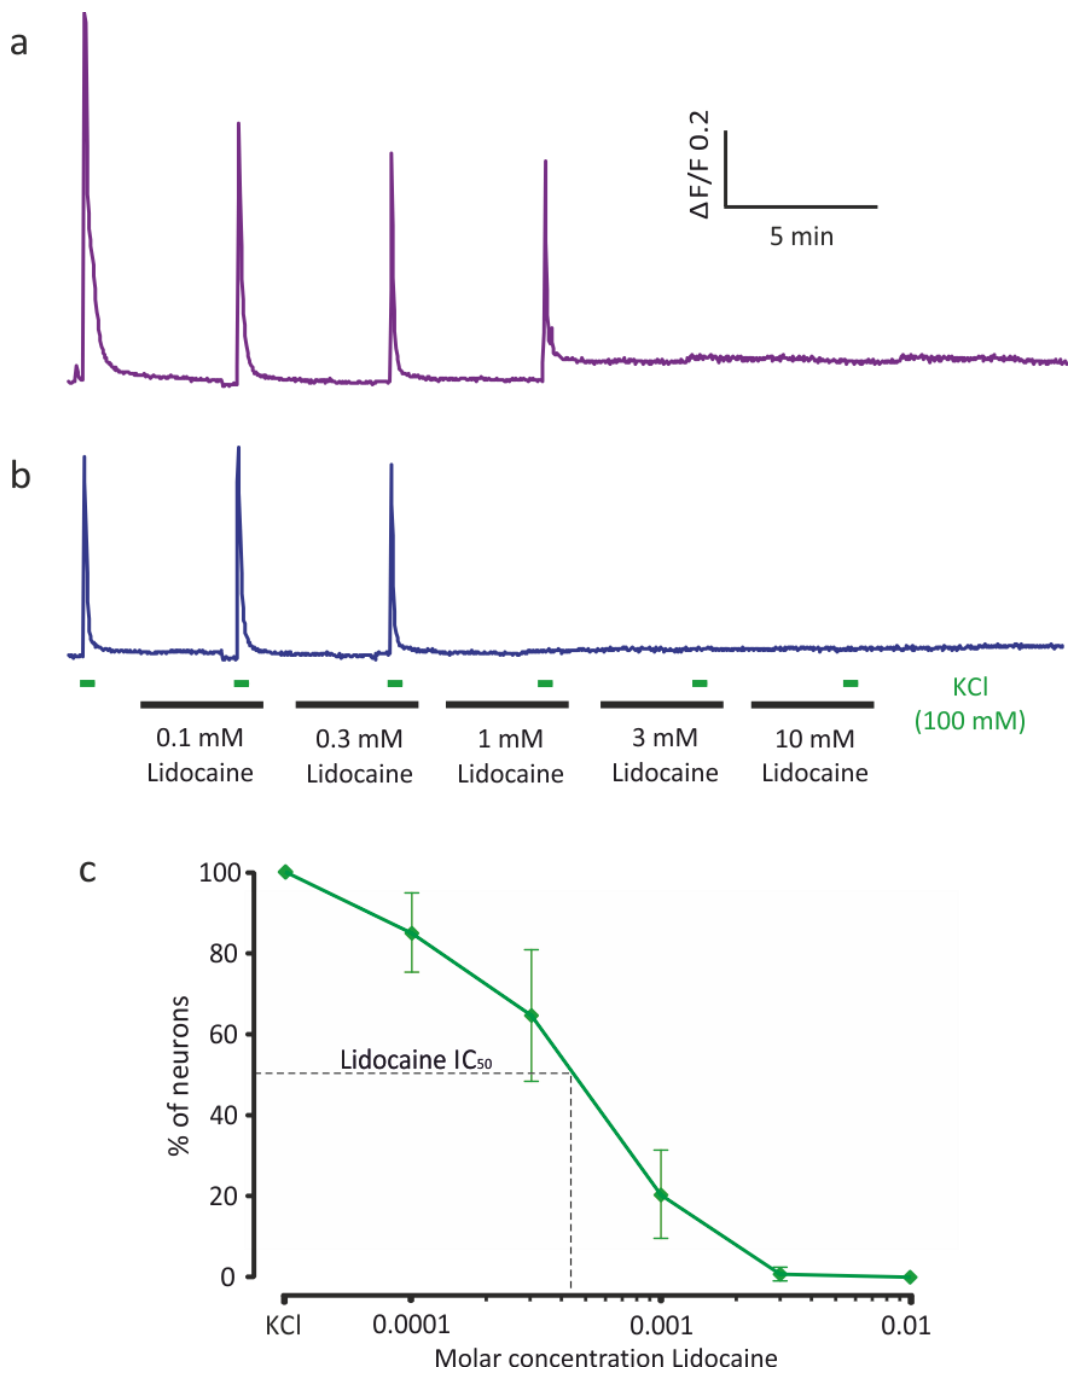 a
ΔF/F 0.2
5 min
b
KCl
(100 mM)
0.1 mM
Lidocaine
0.3 mM
Lidocaine
1 mM
Lidocaine
3 mM
Lidocaine
10 mM
Lidocaine
c
100
80
60
40
20
0
% of neurons
Lidocaine IC₅₀
KCl
0.0001
0.001
0.01
Molar concentration Lidocaine